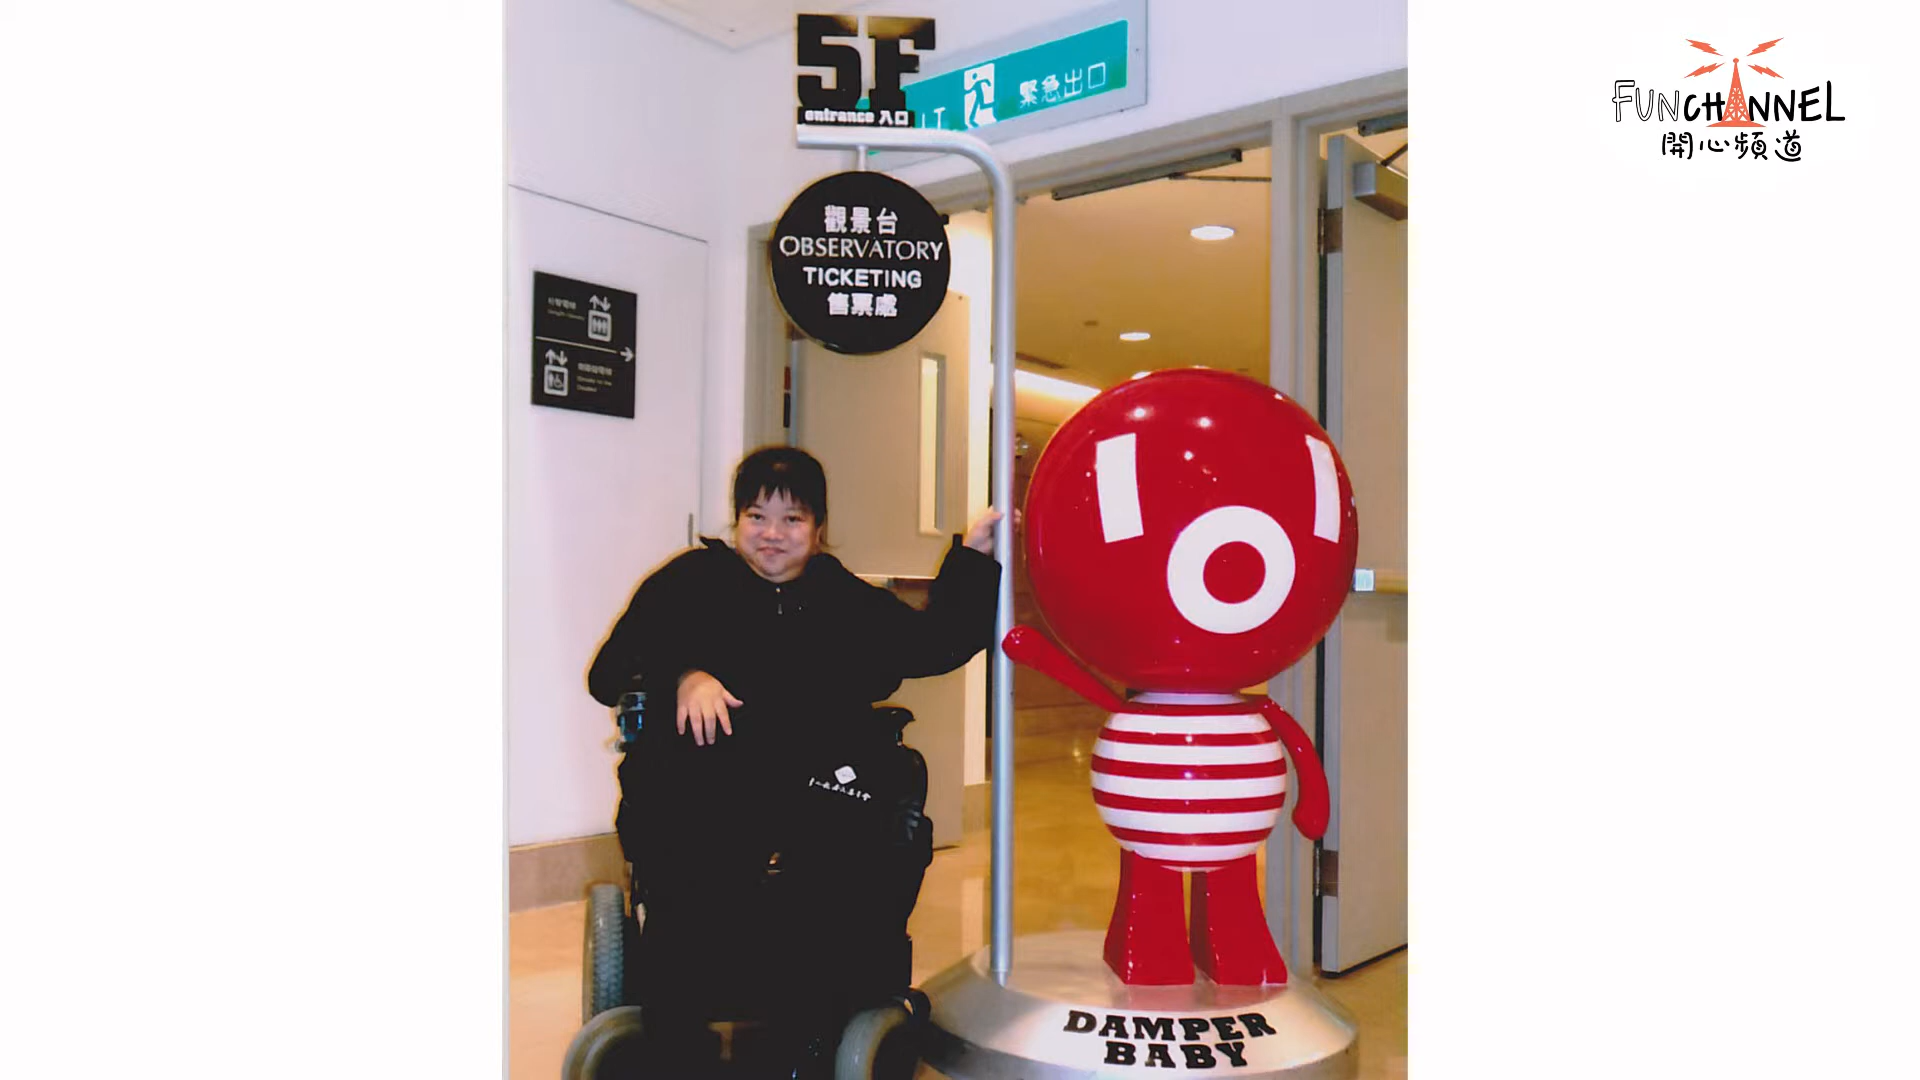 5F
entrance 入口
緊急出口
觀景台
OBSERVATORY
TICKETING
售票處
DAMPER
BABY
FUNCHANNEL
開心頻道